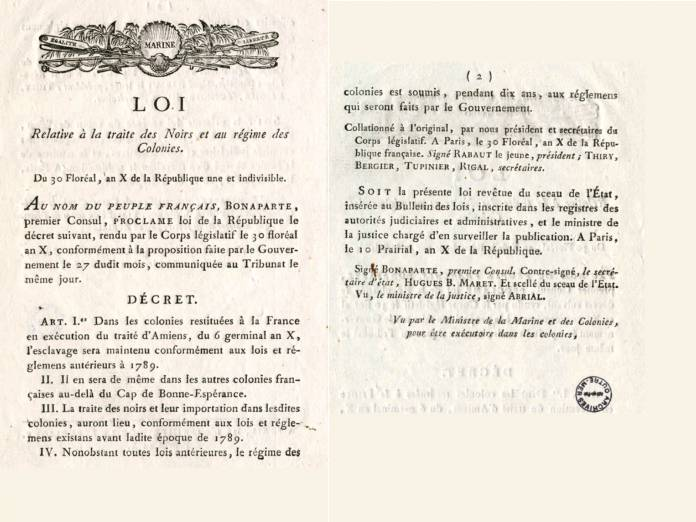 EGALITÉ
MARINE
LIBERTÉ
LOI
Relative à la traite des Noirs et au régime des
Colonies.
Du 30 Floréal, an X de la République une et indivisible.
AU NOM DU PEUPLE FRANÇAIS, BONAPARTE,
premier Consul, PROCLAME loi de la République le
décret suivant, rendu par le Corps législatif le 30 floréal
an X, conformément à la proposition faite par le Gouver-
nement le 27 dudit mois, communiquée au Tribunat le
même jour.
DÉCRET.
ART. I.er Dans les colonies restituées à la France
en exécution du traité d'Amiens, du 6 germinal an X,
l'esclavage sera maintenu conformément aux lois et ré-
glemens antérieurs à 1789.
II. Il en sera de même dans les autres colonies fran-
çaises au-delà du Cap de Bonne-Espérance.
III. La traite des noirs et leur importation dans lesdites
colonies, auront lieu, conformément aux lois et régle-
mens existans avant ladite époque de 1789.
IV. Nonobstant toutes lois antérieures, le régime des
( 2 )
colonies est soumis, pendant dix ans, aux réglemens
qui seront faits par le Gouvernement.
Collationné à l'original, par nous président et secrétaires du
Corps législatif. A Paris, le 30 Floréal, an X de la Répu-
blique française. Signé RABAUT le jeune, président; THIRY,
BERGIER, TUPINIER, RIGAL, secrétaires.
SOIT la présente loi revêtue du sceau de l'État,
insérée au Bulletin des lois, inscrite dans les registres des
autorités judiciaires et administratives, et le ministre de
la justice chargé d'en surveiller la publication. A Paris,
le 10 Prairial, an X de la République.
Signé BONAPARTE, premier Consul. Contre-signé, le secré-
taire d'état, HUGUES B. MARET. Et scellé du sceau de l'État.
Vu, le ministre de la justice, signé ABRIAL.
Vu par le Ministre de la Marine et des Colonies,
pour être exécutoire dans les colonies,
ARCHIVES
OUTRE-MER